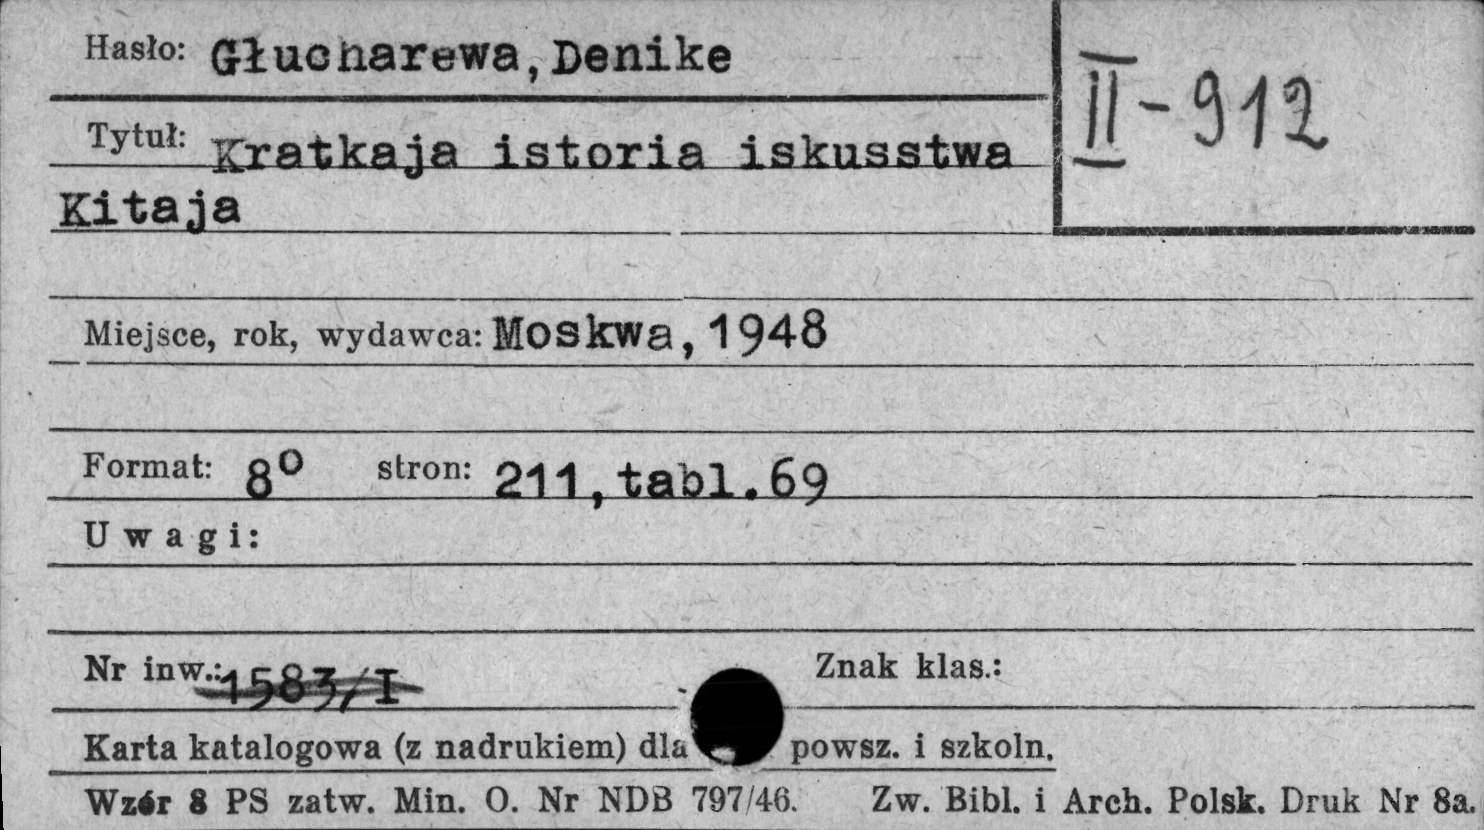 Hasło: Głucharewa, Denike
II-912
Tytuł: Kratkaja istoria iskusstwa
Kitaja
Miejsce, rok, wydawca: Moskwa, 1948
Format: 8º stron: 211, tabl. 69
Uwagi:
Nr inw.: 1583/I Znak klas.:
Karta katalogowa (z nadrukiem) dla powsz. i szkoln.
Wzór 8 PS zatw. Min. O. Nr NDB 797/46. Zw. Bibl. i Arch. Polsk. Druk Nr 8a.